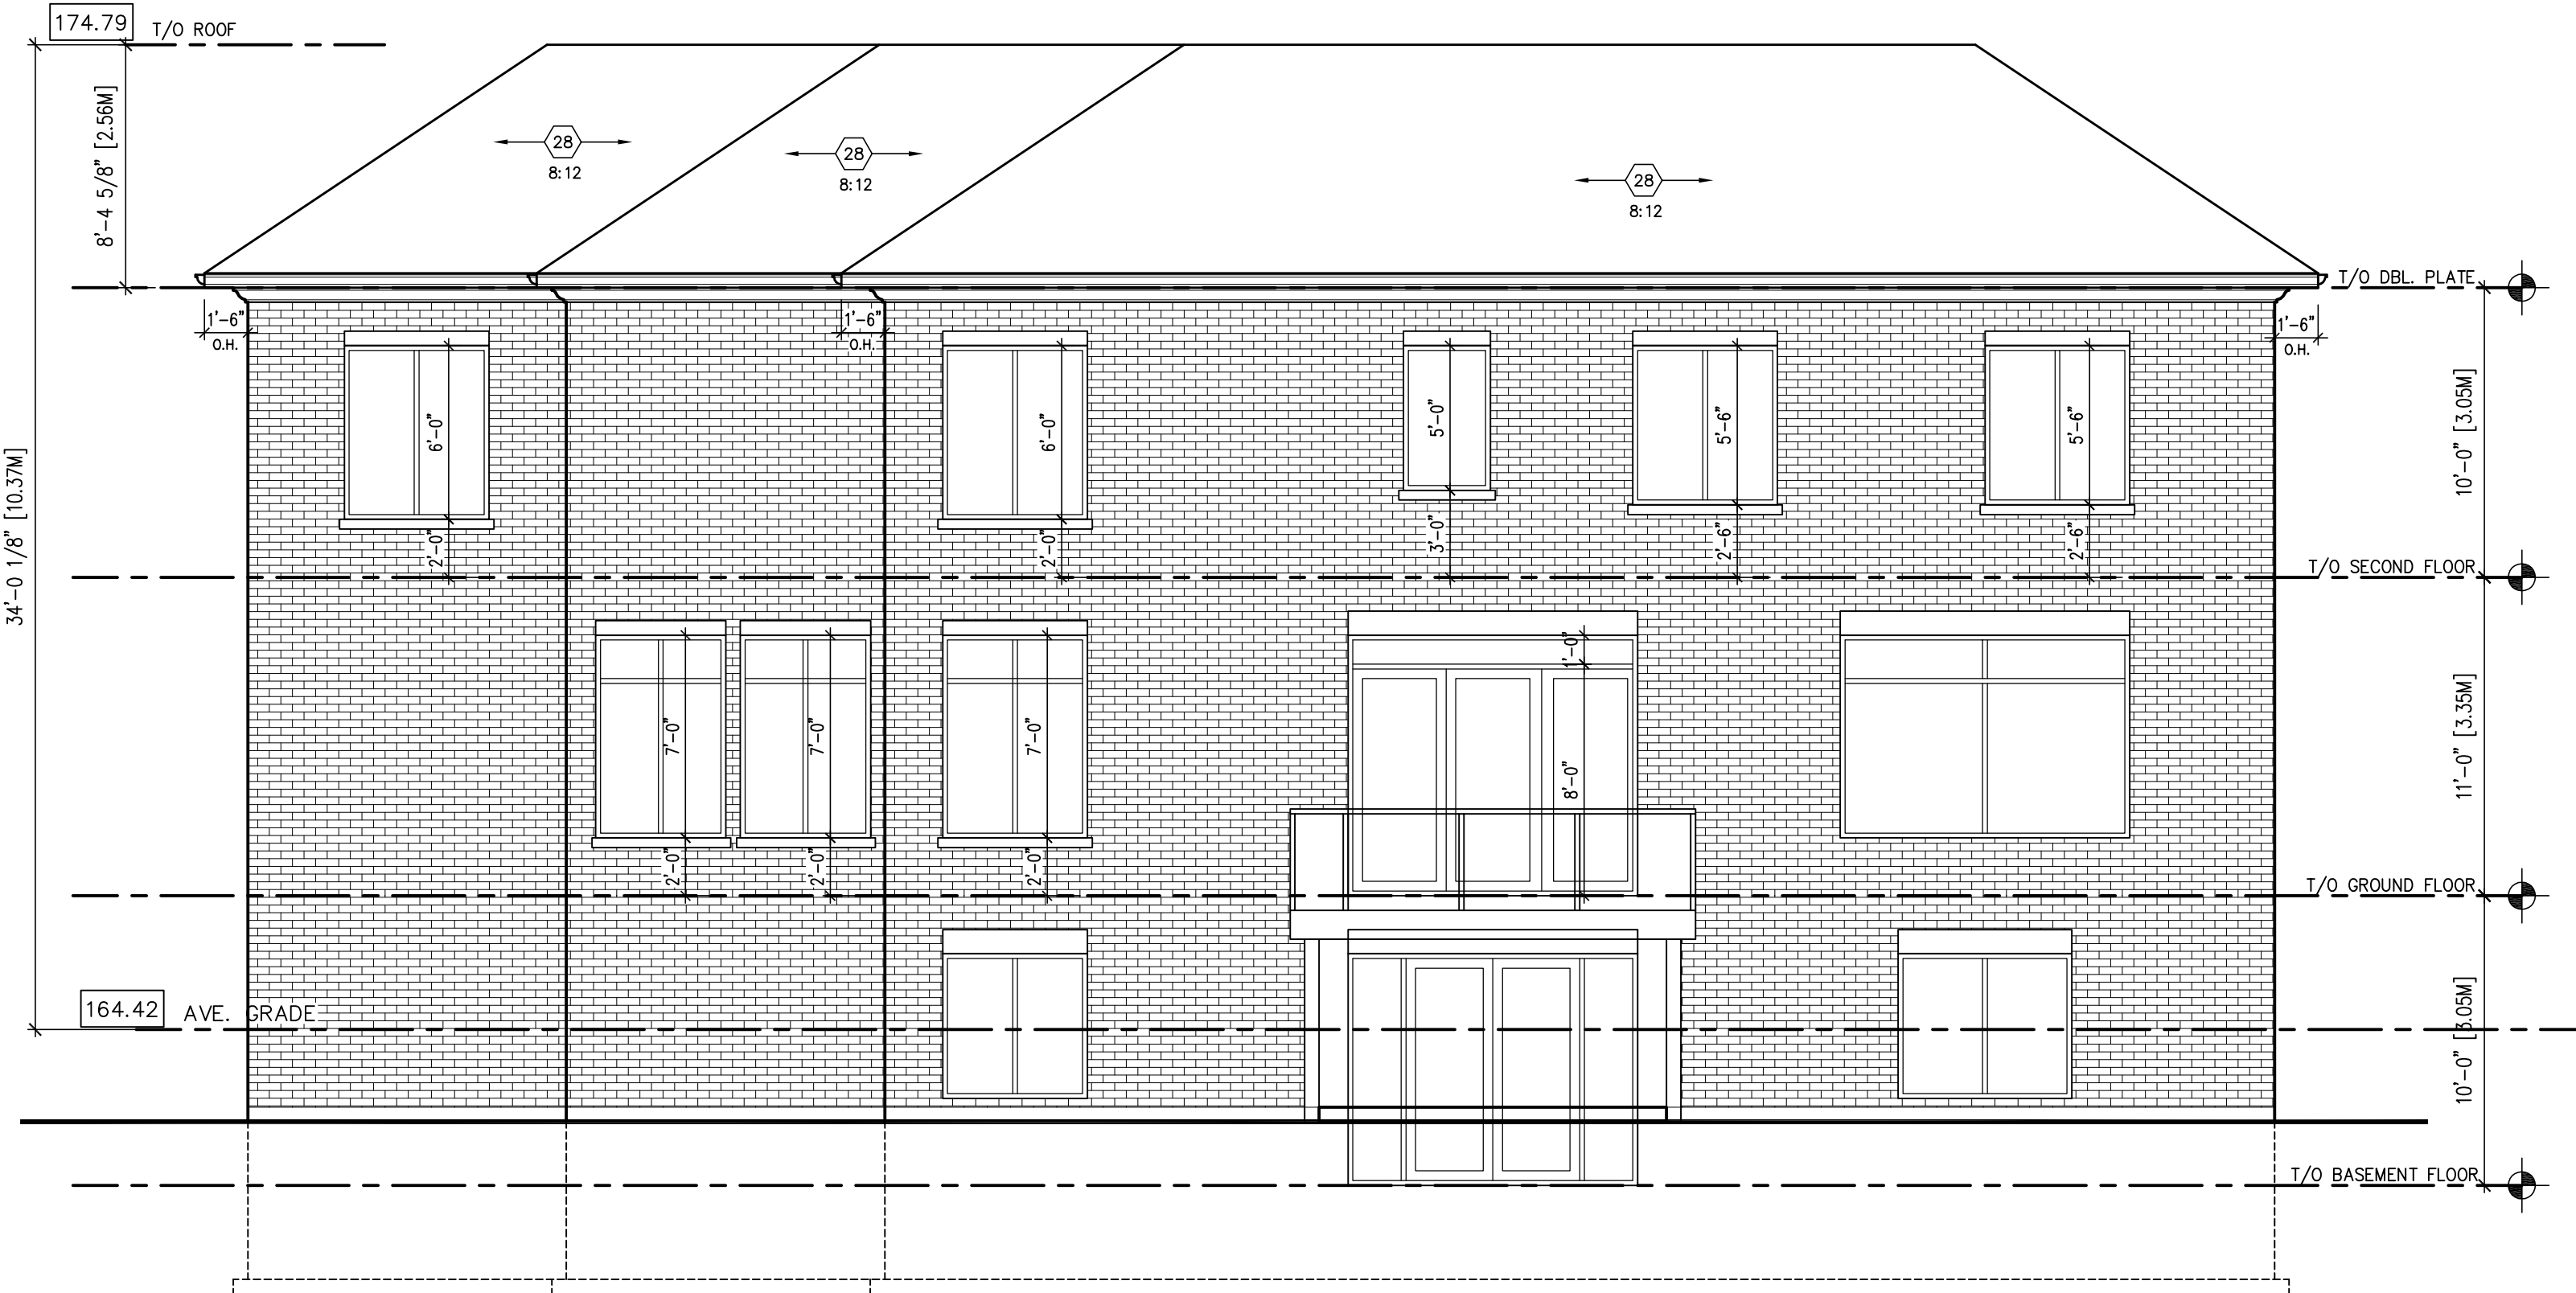 174.79
T/O ROOF
8'-4 5/8" [2.56M]
34'-0 1/8" [10.37M]
28
8:12
28
8:12
28
8:12
T/O DBL. PLATE
1'-6"
O.H.
1'-6"
O.H.
1'-6"
O.H.
6'-0"
6'-0"
5'-0"
5'-6"
5'-6"
10'-0" [3.05M]
2'-0"
2'-0"
3'-0"
2'-6"
2'-6"
T/O SECOND FLOOR
1'-0"
7'-0"
7'-0"
7'-0"
8'-0"
11'-0" [3.35M]
2'-0"
2'-0"
2'-0"
T/O GROUND FLOOR
164.42
AVE. GRADE
10'-0" [3.05M]
T/O BASEMENT FLOOR